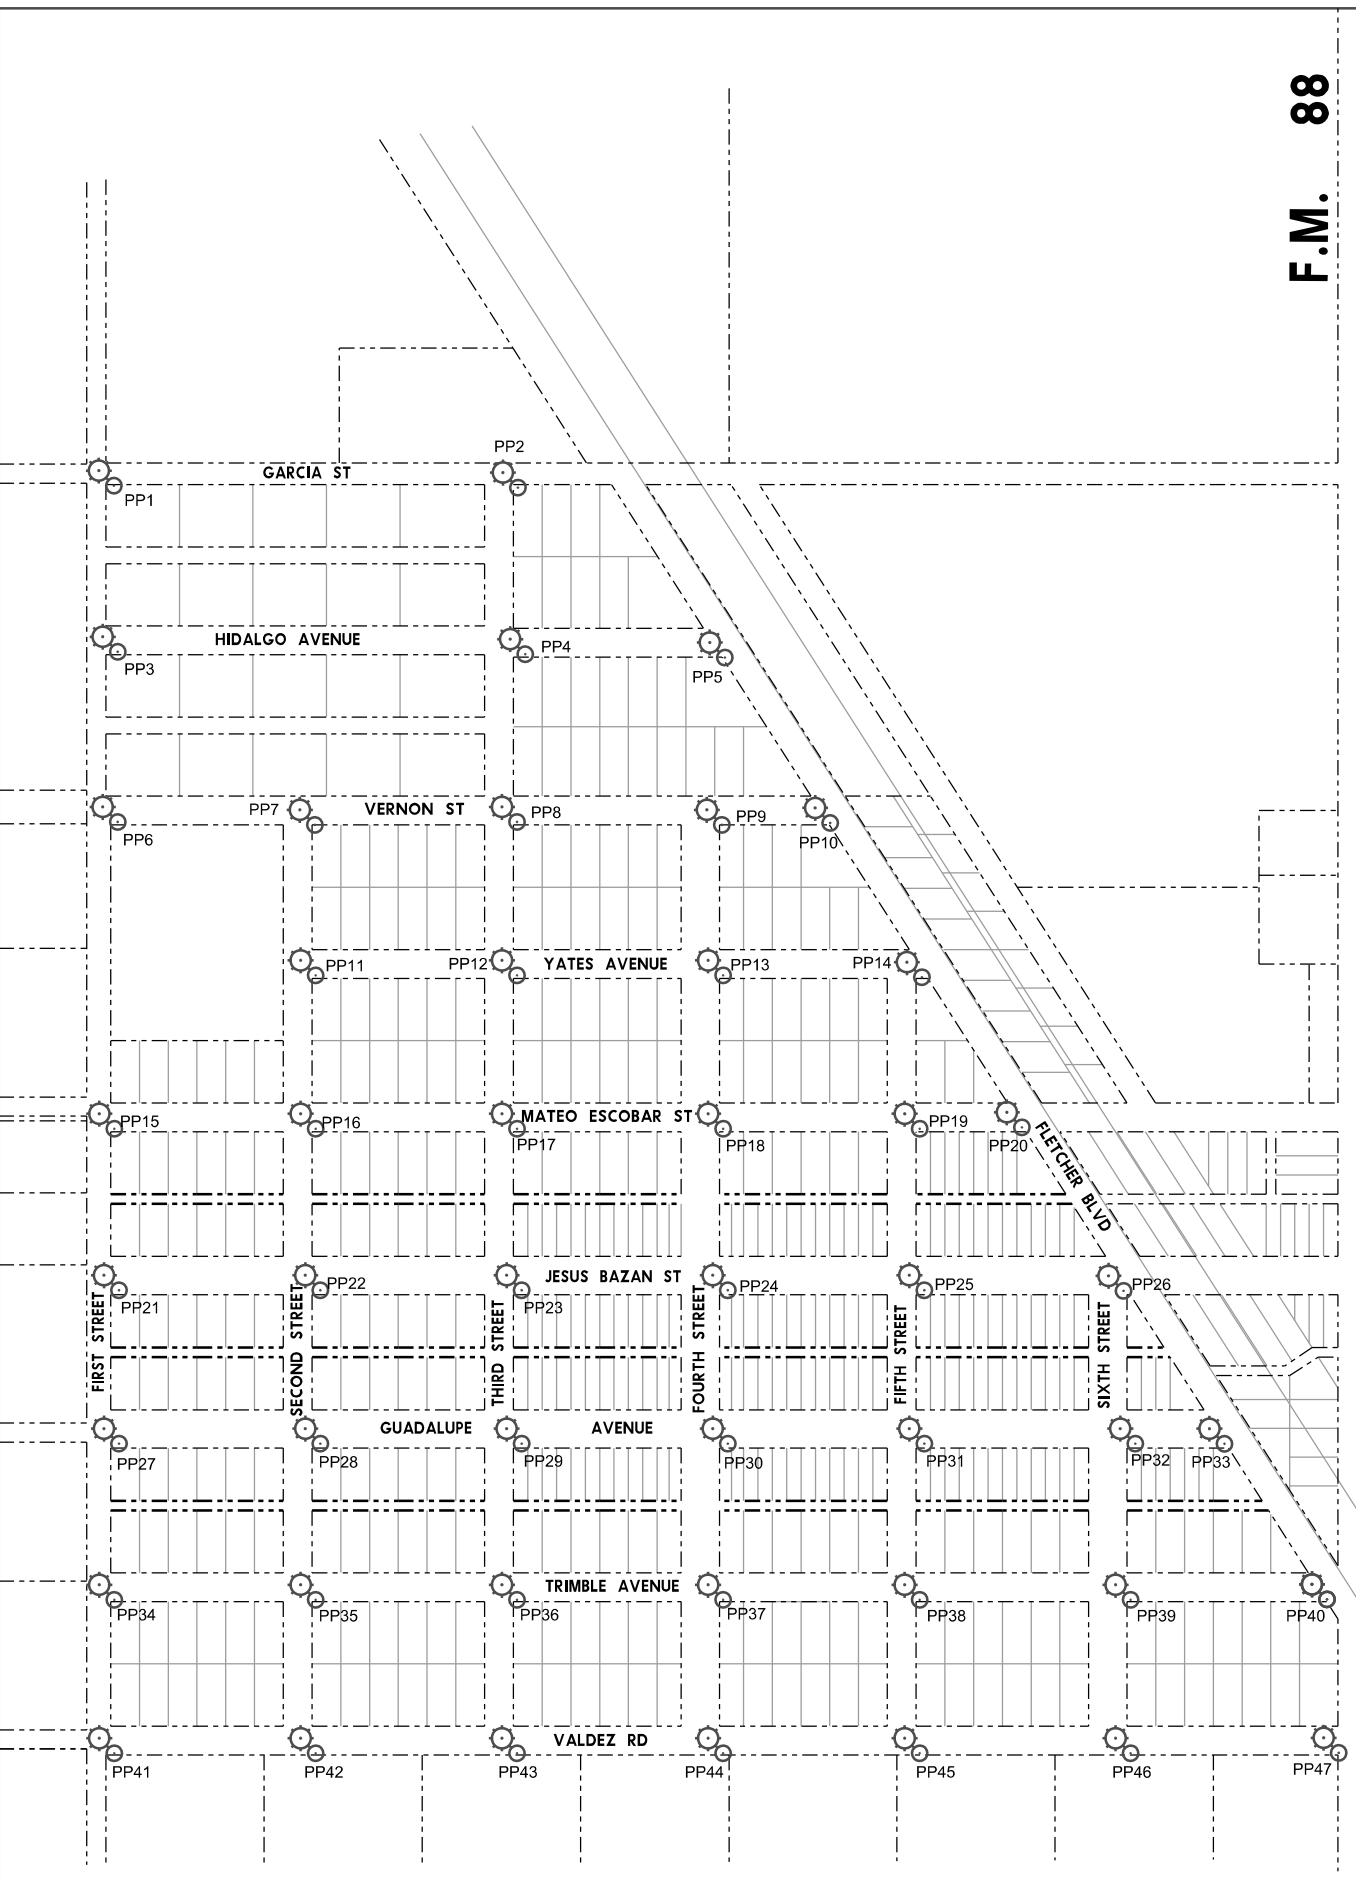 F.M. 88
PP2
GARCIA ST
PP1
HIDALGO AVENUE
PP4
PP3
PP5
PP7
VERNON ST
PP8
PP9
PP6
PP10
PP11
PP12
YATES AVENUE
PP13
PP14
PP15
PP16
MATEO ESCOBAR ST
PP17
PP18
PP19
PP20
FLETCHER BLVD
JESUS BAZAN ST
PP21
PP22
PP23
PP24
PP25
PP26
FIRST STREET
SECOND STREET
THIRD STREET
FOURTH STREET
FIFTH STREET
SIXTH STREET
GUADALUPE AVENUE
PP27
PP28
PP29
PP30
PP31
PP32
PP33
TRIMBLE AVENUE
PP34
PP35
PP36
PP37
PP38
PP39
PP40
VALDEZ RD
PP41
PP42
PP43
PP44
PP45
PP46
PP47